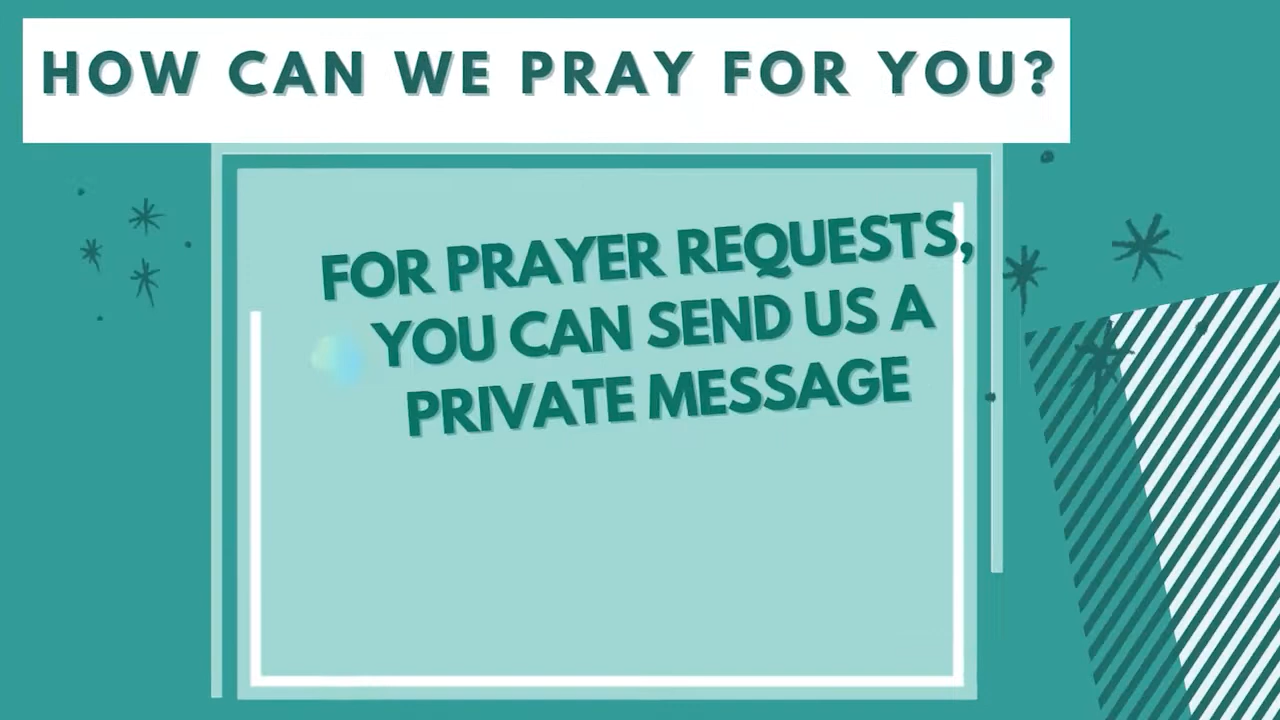 HOW CAN WE PRAY FOR YOU?
FOR PRAYER REQUESTS,
YOU CAN SEND US A
PRIVATE MESSAGE